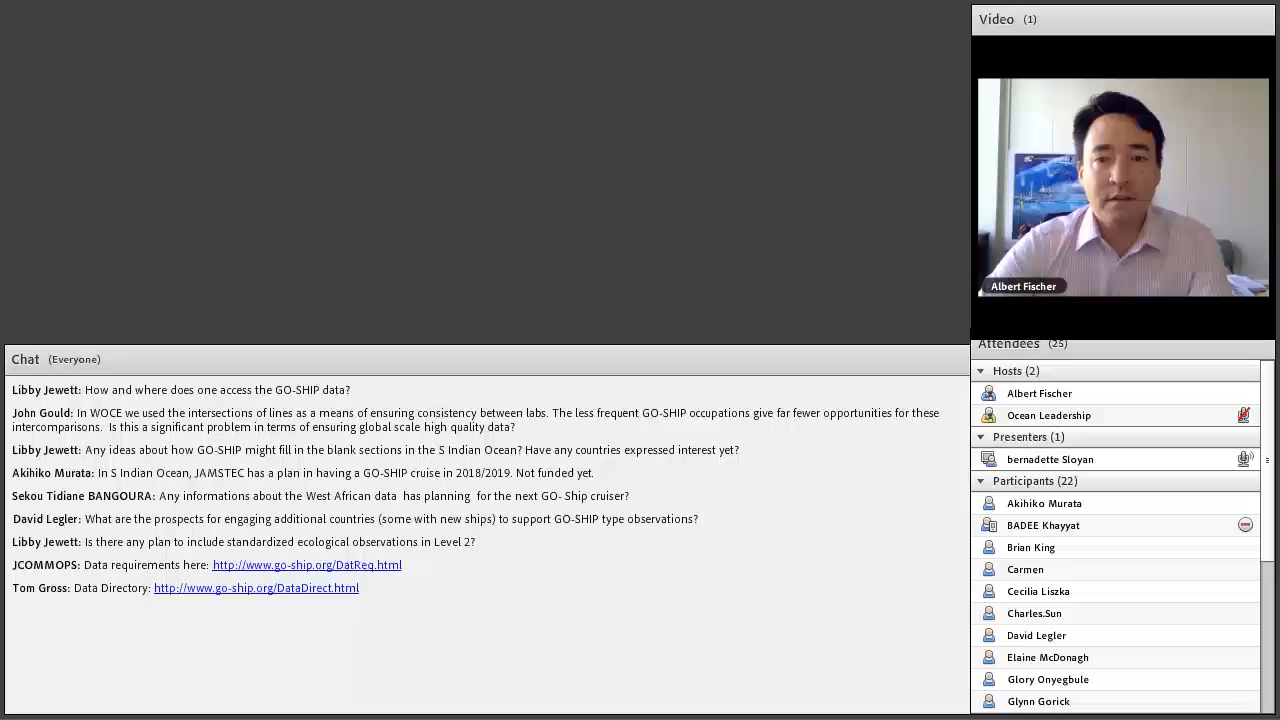 Video (1)
Albert Fischer
Chat (Everyone)
Libby Jewett: How and where does one access the GO-SHIP data?
John Gould: In WOCE we used the intersections of lines as a means of ensuring consistency between labs. The less frequent GO-SHIP occupations give far fewer opportunities for these
intercomparisons. Is this a significant problem in terms of ensuring global scale high quality data?
Libby Jewett: Any ideas about how GO-SHIP might fill in the blank sections in the S Indian Ocean? Have any countries expressed interest yet?
Akihiko Murata: In S Indian Ocean, JAMSTEC has a plan in having a GO-SHIP cruise in 2018/2019. Not funded yet.
Sekou Tidiane BANGOURA: Any informations about the West African data has planning for the next GO- Ship cruiser?
David Legler: What are the prospects for engaging additional countries (some with new ships) to support GO-SHIP type observations?
Libby Jewett: Is there any plan to include standardized ecological observations in Level 2?
JCOMMOPS: Data requirements here: http://www.go-ship.org/DatReq.html
Tom Gross: Data Directory: http://www.go-ship.org/DataDirect.html
Attendees (25)
Hosts (2)
Albert Fischer
Ocean Leadership
Presenters (1)
bernadette Sloyan
Participants (22)
Akihiko Murata
BADEE Khayyat
Brian King
Carmen
Cecilia Liszka
Charles.Sun
David Legler
Elaine McDonagh
Glory Onyegbule
Glynn Gorick